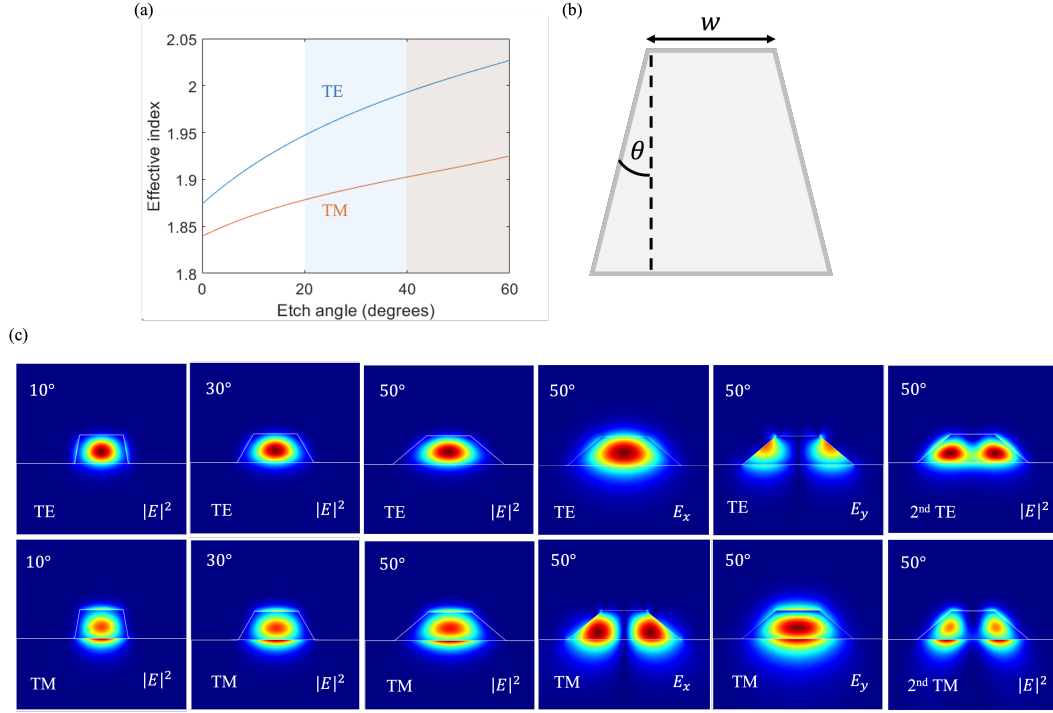 (a)
2.05
2
1.95
1.9
1.85
1.8
Effective index
TE
TM
0
20
40
60
Etch angle (degrees)
(b)
w
θ
(c)
10°
TE
|E|²
30°
TE
|E|²
50°
TE
|E|²
50°
TE
Eₓ
50°
TE
E_y
50°
2ⁿᵈ TE
|E|²
10°
TM
|E|²
30°
TM
|E|²
50°
TM
|E|²
50°
TM
Eₓ
50°
TM
E_y
50°
2ⁿᵈ TM
|E|²